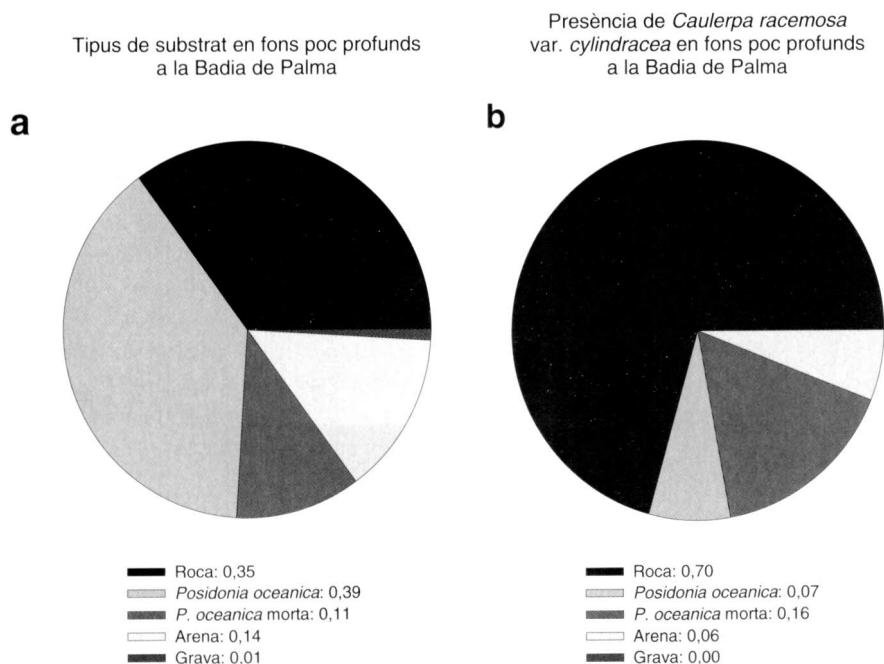 Tipus de substrat en fons poc profunds
a la Badia de Palma
a
Roca: 0,35
Posidonia oceanica: 0,39
P. oceanica morta: 0,11
Arena: 0,14
Grava: 0,01
Presència de Caulerpa racemosa
var. cylindracea en fons poc profunds
a la Badia de Palma
b
Roca: 0,70
Posidonia oceanica: 0,07
P. oceanica morta: 0,16
Arena: 0,06
Grava: 0,00